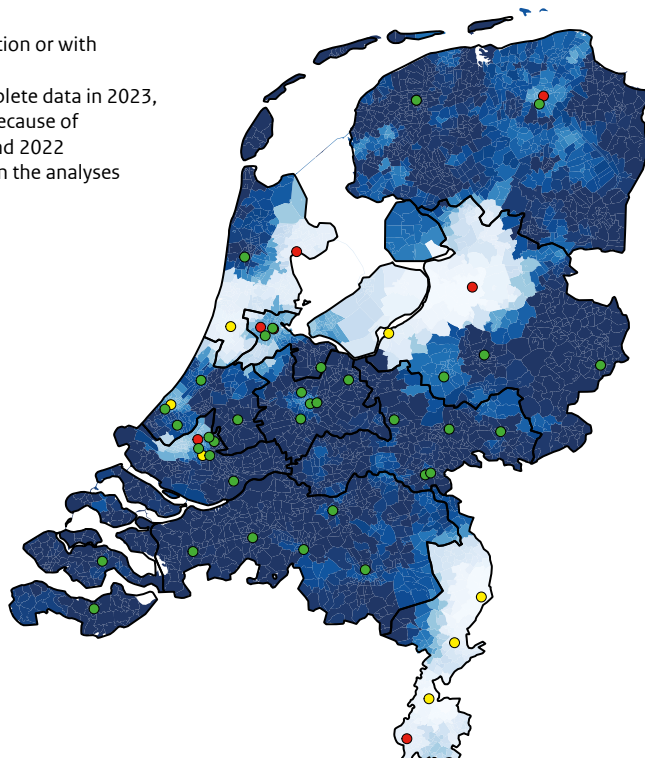 tion or with
plete data in 2023,
ecause of
nd 2022
n the analyses